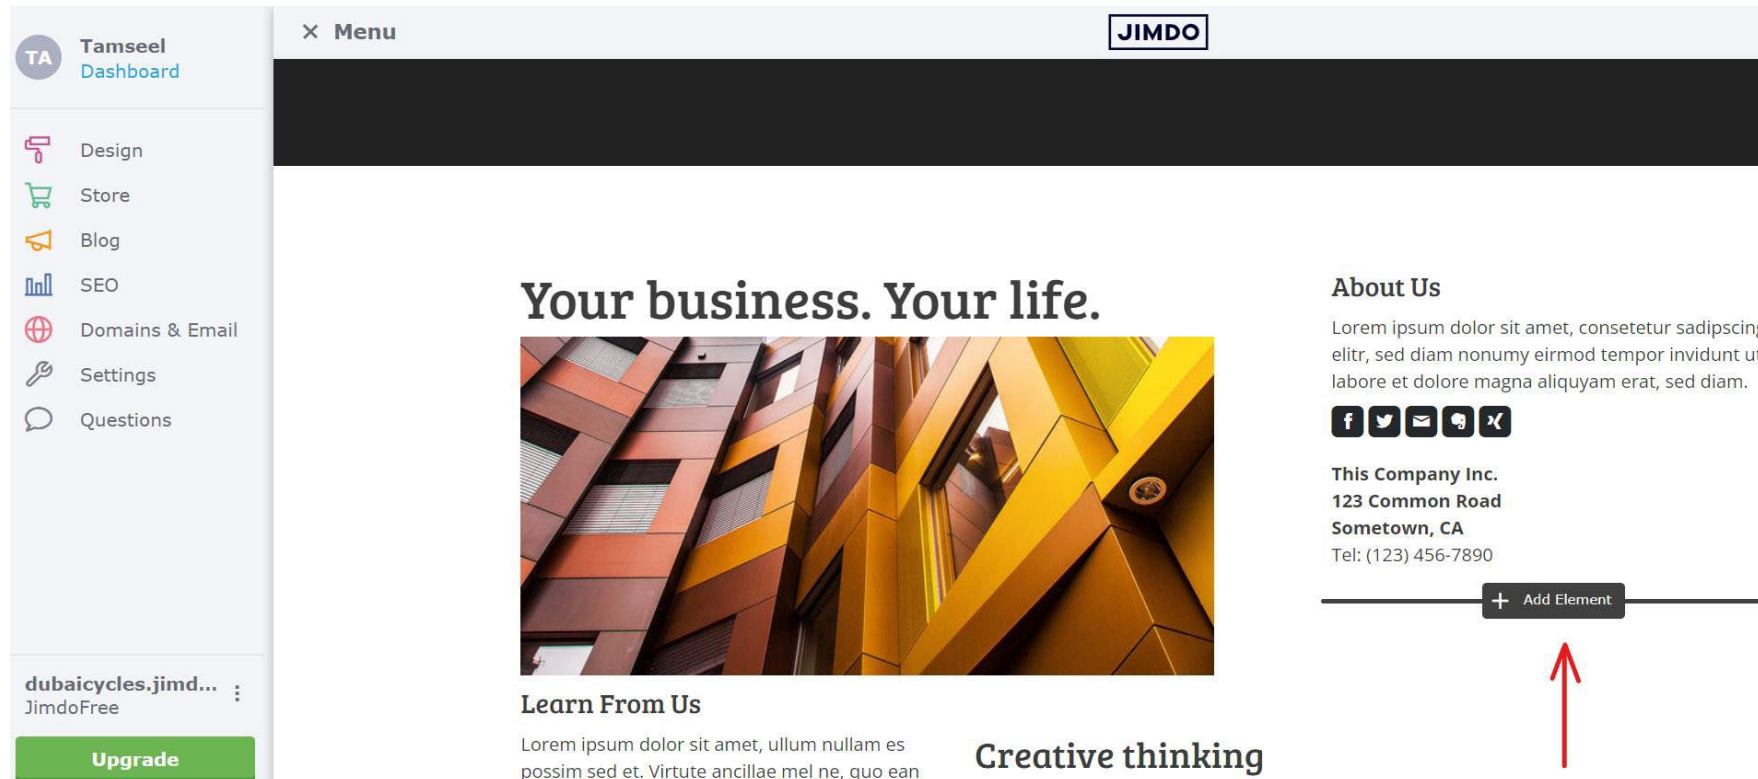 TA
Tamseel
Dashboard
Design
Store
Blog
SEO
Domains & Email
Settings
Questions
dubaicycles.jimd...
JimdoFree
Upgrade
× Menu
JIMDO
Your business. Your life.
Learn From Us
Lorem ipsum dolor sit amet, ullum nullam es
possim sed et. Virtute ancillae mel ne, quo ean
Creative thinking
About Us
Lorem ipsum dolor sit amet, consetetur sadipscing
elitr, sed diam nonumy eirmod tempor invidunt ut
labore et dolore magna aliquyam erat, sed diam.
This Company Inc.
123 Common Road
Sometown, CA
Tel: (123) 456-7890
+ Add Element